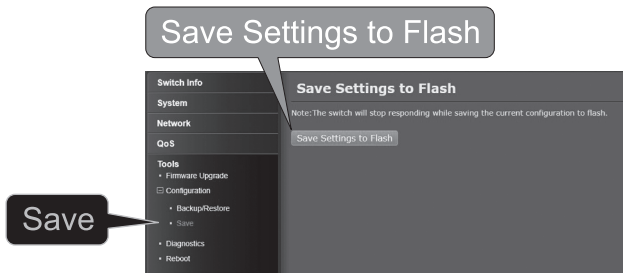 Save Settings to Flash
Switch Info
System
Network
QoS
Tools
• Firmware Upgrade
Configuration
• Backup/Restore
• Save
• Diagnostics
• Reboot
Save Settings to Flash
Note:The switch will stop responding while saving the current configuration to flash.
Save Settings to Flash
Save